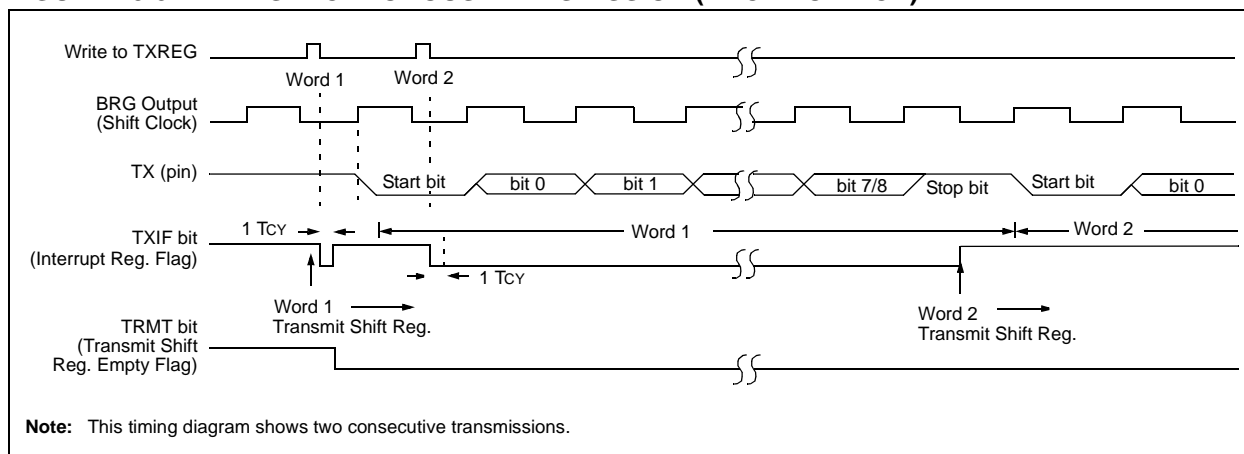 Write to TXREG
Word 1
Word 2
BRG Output
(Shift Clock)
TX (pin)
Start bit
bit 0
bit 1
bit 7/8
Stop bit
Start bit
bit 0
1 TCY
Word 1
Word 2
TXIF bit
(Interrupt Reg. Flag)
1 TCY
Word 1
Transmit Shift Reg.
Word 2
Transmit Shift Reg.
TRMT bit
(Transmit Shift
Reg. Empty Flag)
Note: This timing diagram shows two consecutive transmissions.